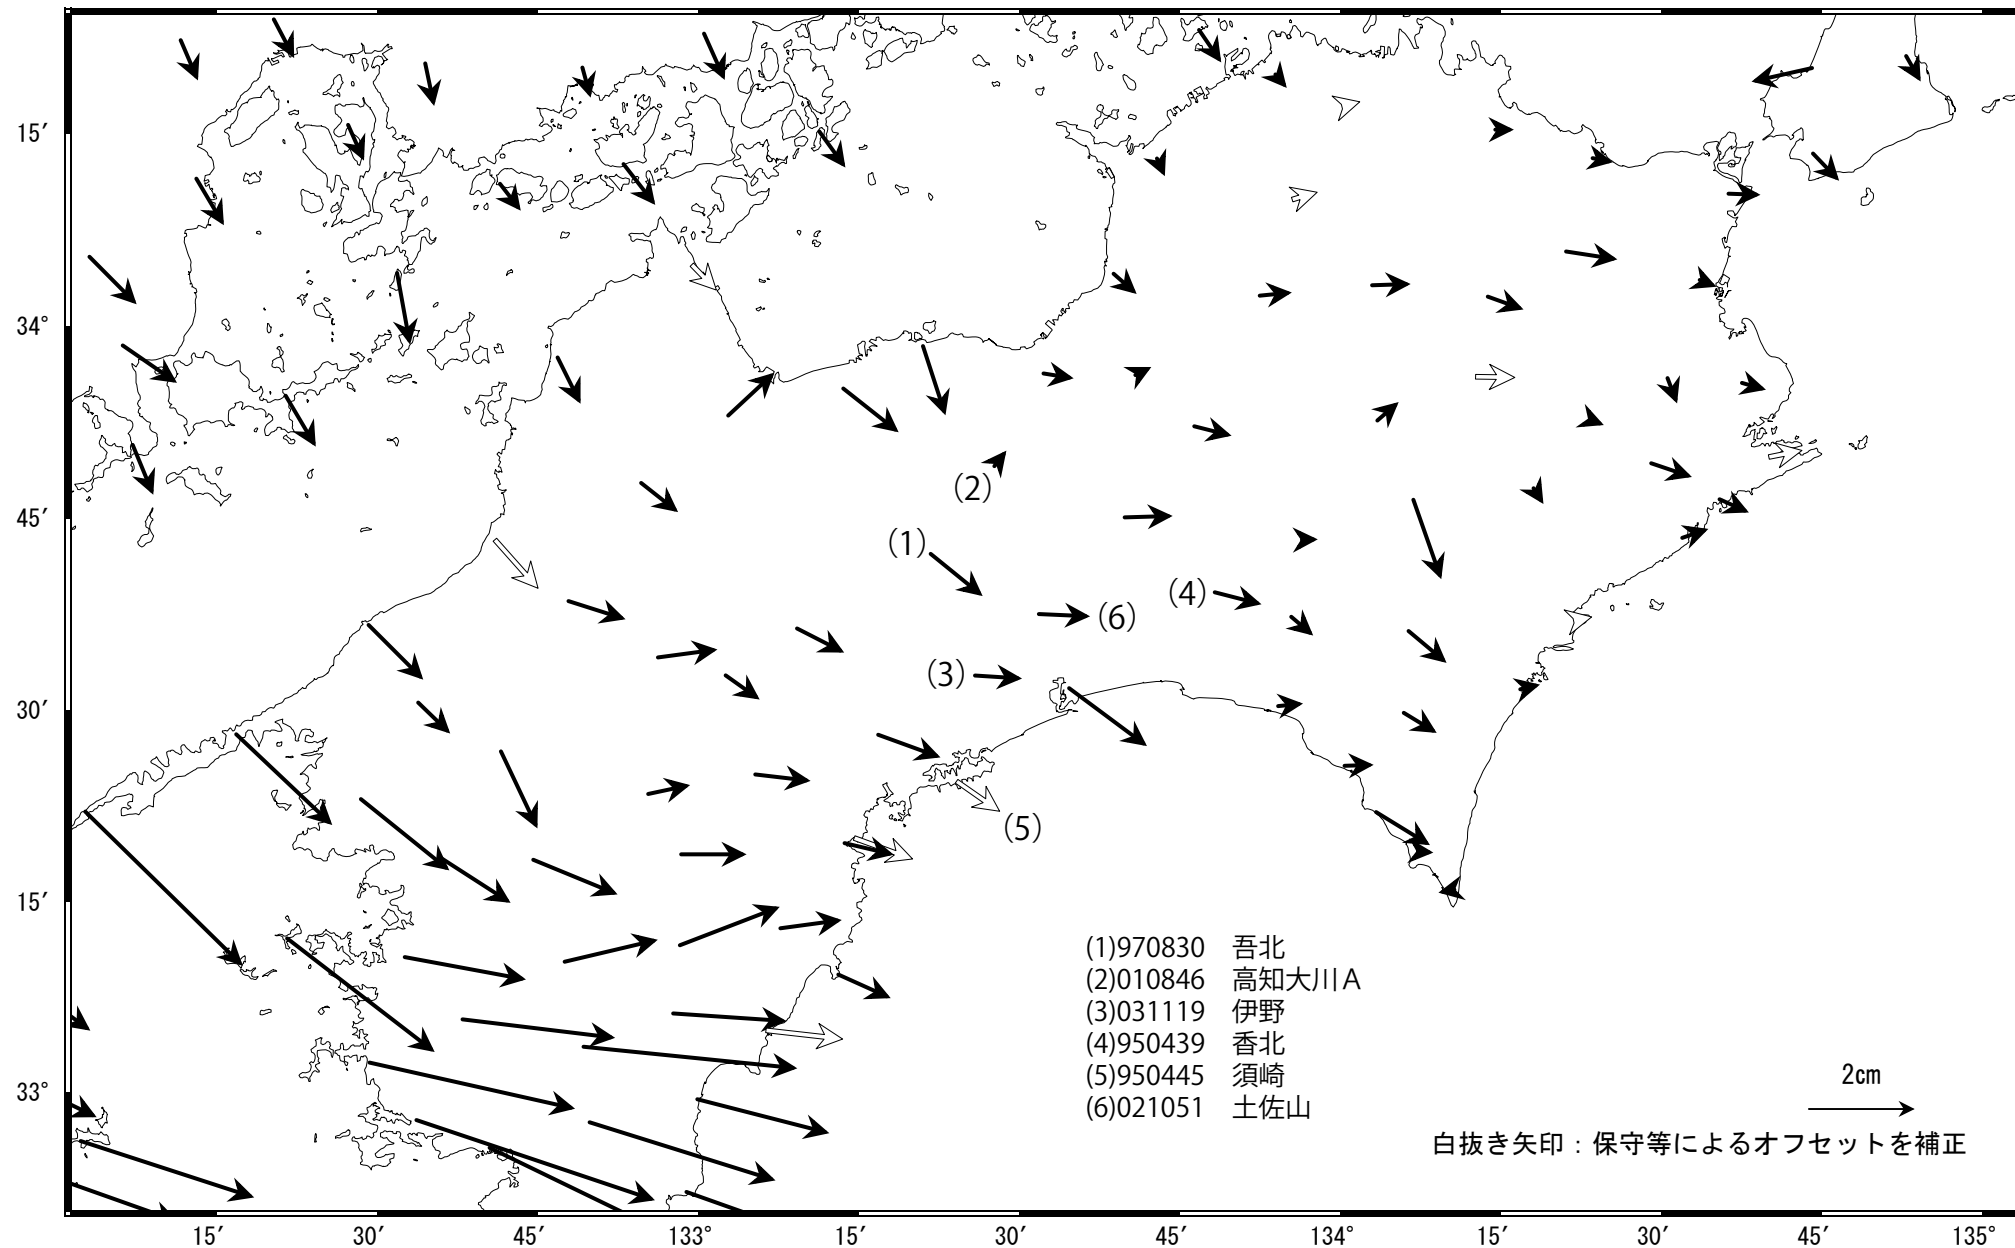 15′
34°
(2)
45′
(1)
(4)
(6)
(3)
30′
(5)
15′
(1)970830 吾北
(2)010846 高知大川A
(3)031119 伊野
(4)950439 香北
(5)950445 須崎
(6)021051 土佐山
33°
2cm
白抜き矢印：保守等によるオフセットを補正
15′ 30′ 45′ 133° 15′ 30′ 45′ 134° 15′ 30′ 45′ 135°